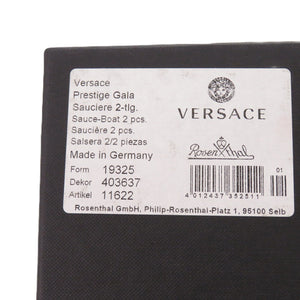 Versace
Prestige Gala
Sauciere 2-tlg.
Sauce-Boat 2 pcs.
Saucière 2 pcs.
Salsera 2/2 piezas
Made in Germany
Form 19325
Dekor 403637
Artikel 11622
VERSACE
Rosenthal
01
4 012437 352511
Rosenthal GmbH, Philip-Rosenthal-Platz 1, 95100 Selb